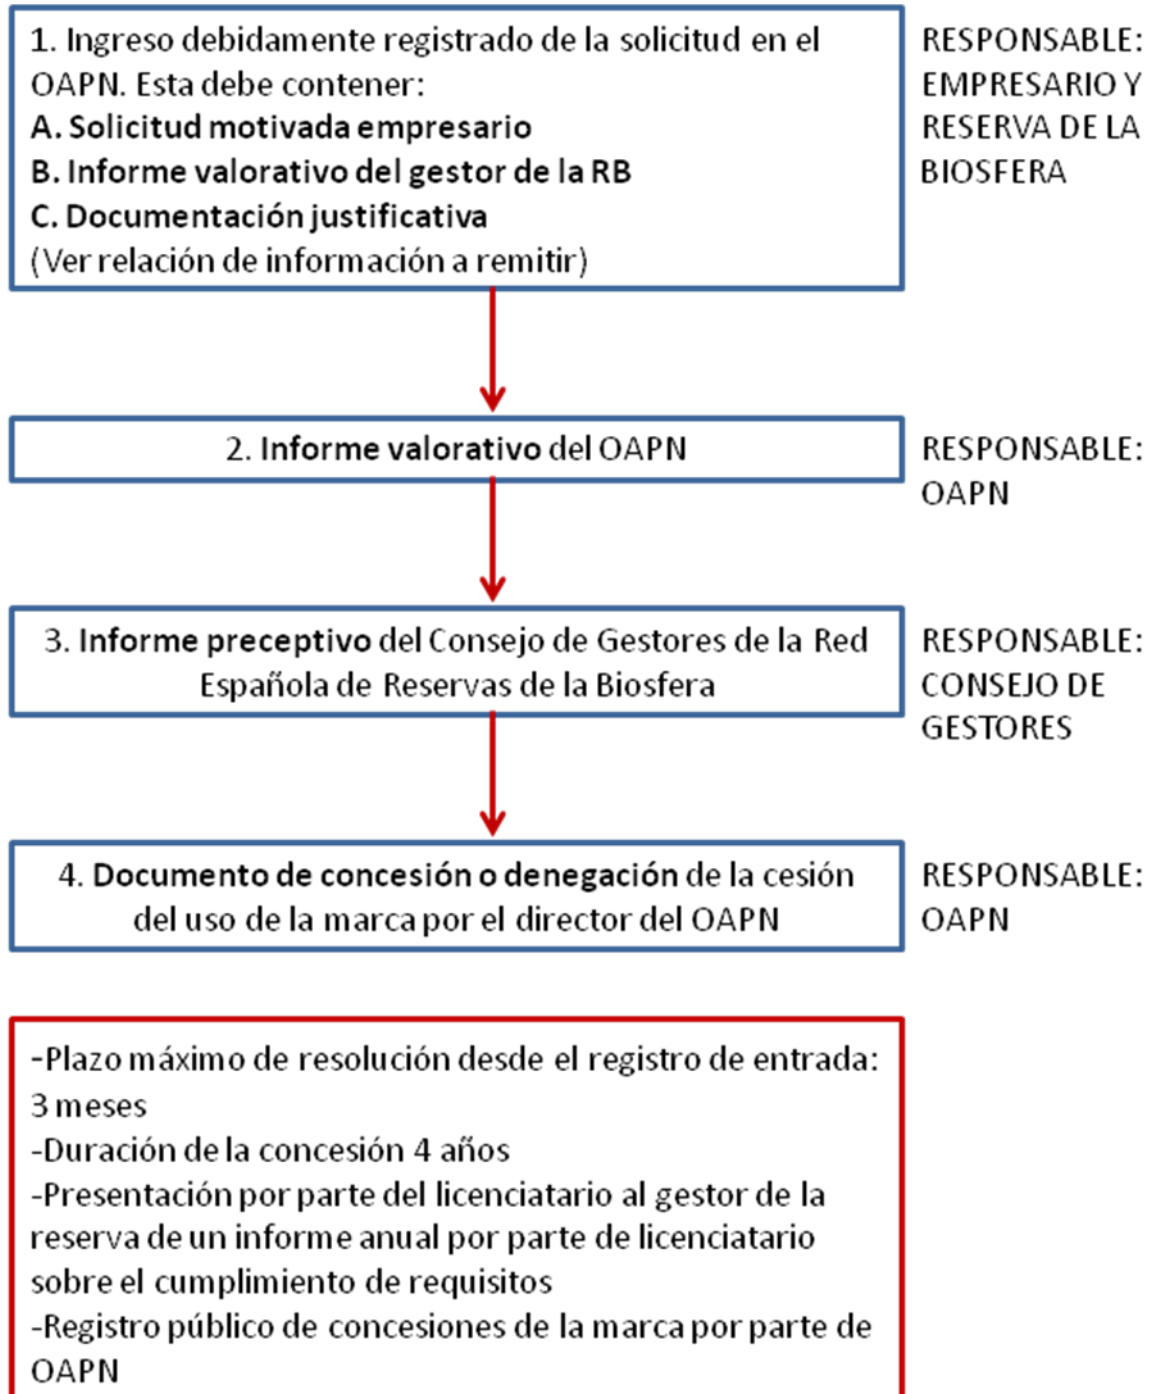 1. Ingreso debidamente registrado de la solicitud en el
OAPN. Esta debe contener:
A. Solicitud motivada empresario
B. Informe valorativo del gestor de la RB
C. Documentación justificativa
(Ver relación de información a remitir)
RESPONSABLE:
EMPRESARIO Y
RESERVA DE LA
BIOSFERA
2. Informe valorativo del OAPN
RESPONSABLE:
OAPN
3. Informe preceptivo del Consejo de Gestores de la Red
Española de Reservas de la Biosfera
RESPONSABLE:
CONSEJO DE
GESTORES
4. Documento de concesión o denegación de la cesión
del uso de la marca por el director del OAPN
RESPONSABLE:
OAPN
-Plazo máximo de resolución desde el registro de entrada:
3 meses
-Duración de la concesión 4 años
-Presentación por parte del licenciatario al gestor de la
reserva de un informe anual por parte de licenciatario
sobre el cumplimiento de requisitos
-Registro público de concesiones de la marca por parte de
OAPN